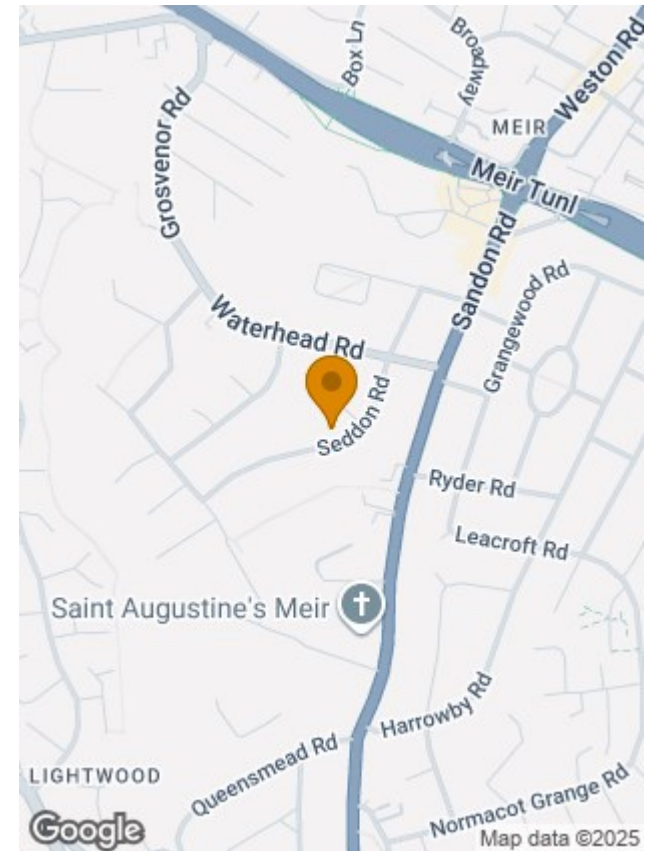 Box Ln
Broadway
Weston Rd
MEIR
Grosvenor Rd
Meir Tunl
Sandon Rd
Grangewood Rd
Waterhead Rd
Seddon Rd
Ryder Rd
Leacroft Rd
Saint Augustine's Meir
Harrowby Rd
Queensmead Rd
LIGHTWOOD
Normacot Grange Rd
Google
Map data ©2025